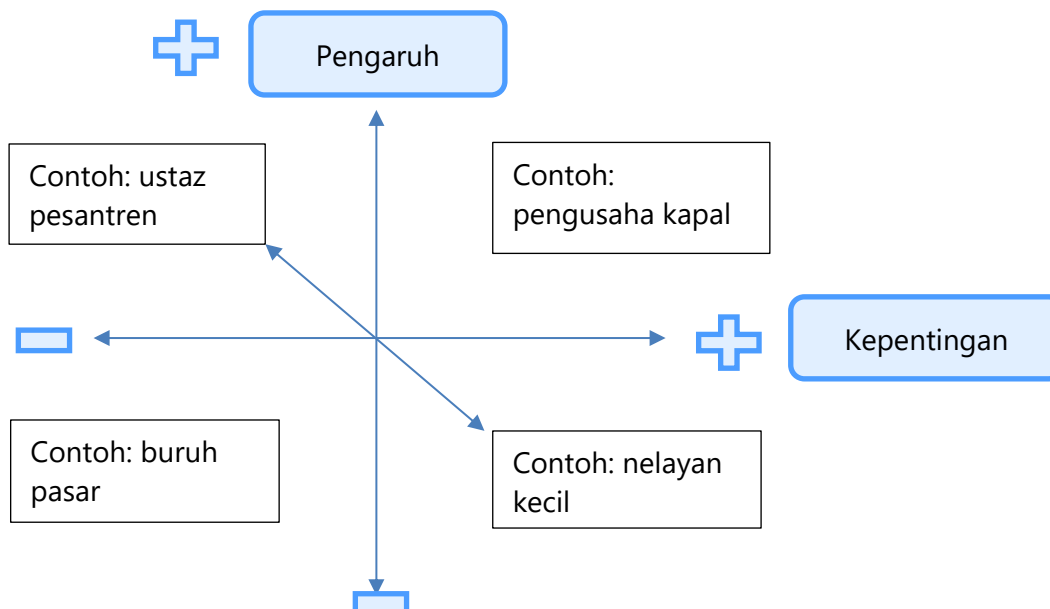 Pengaruh
Contoh: ustaz
pesantren
Contoh:
pengusaha kapal
Kepentingan
Contoh: buruh
pasar
Contoh: nelayan
kecil